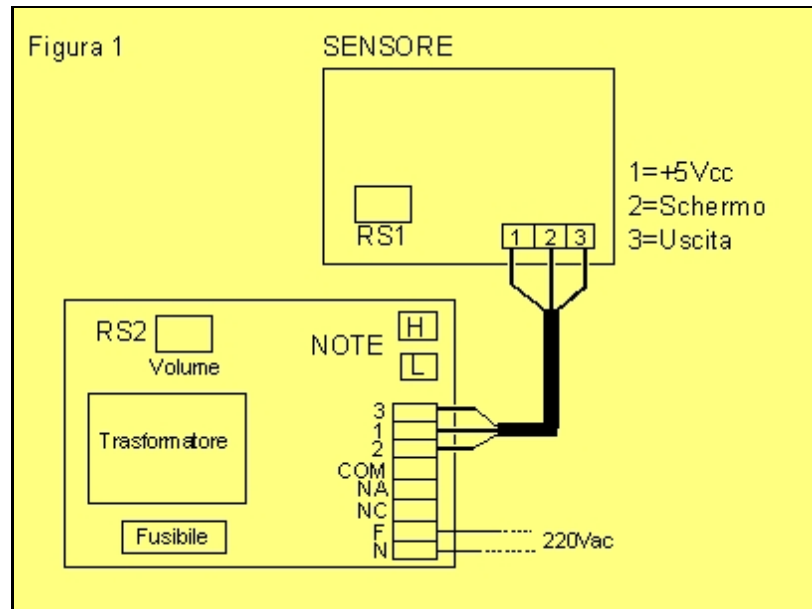 Figura 1
SENSORE
RS1
1 2 3
1=+5Vcc
2=Schermo
3=Uscita
RS2
Volume
NOTE
H
L
Trasformatore
Fusibile
3
1
2
COM
NA
NC
F
N
220Vac